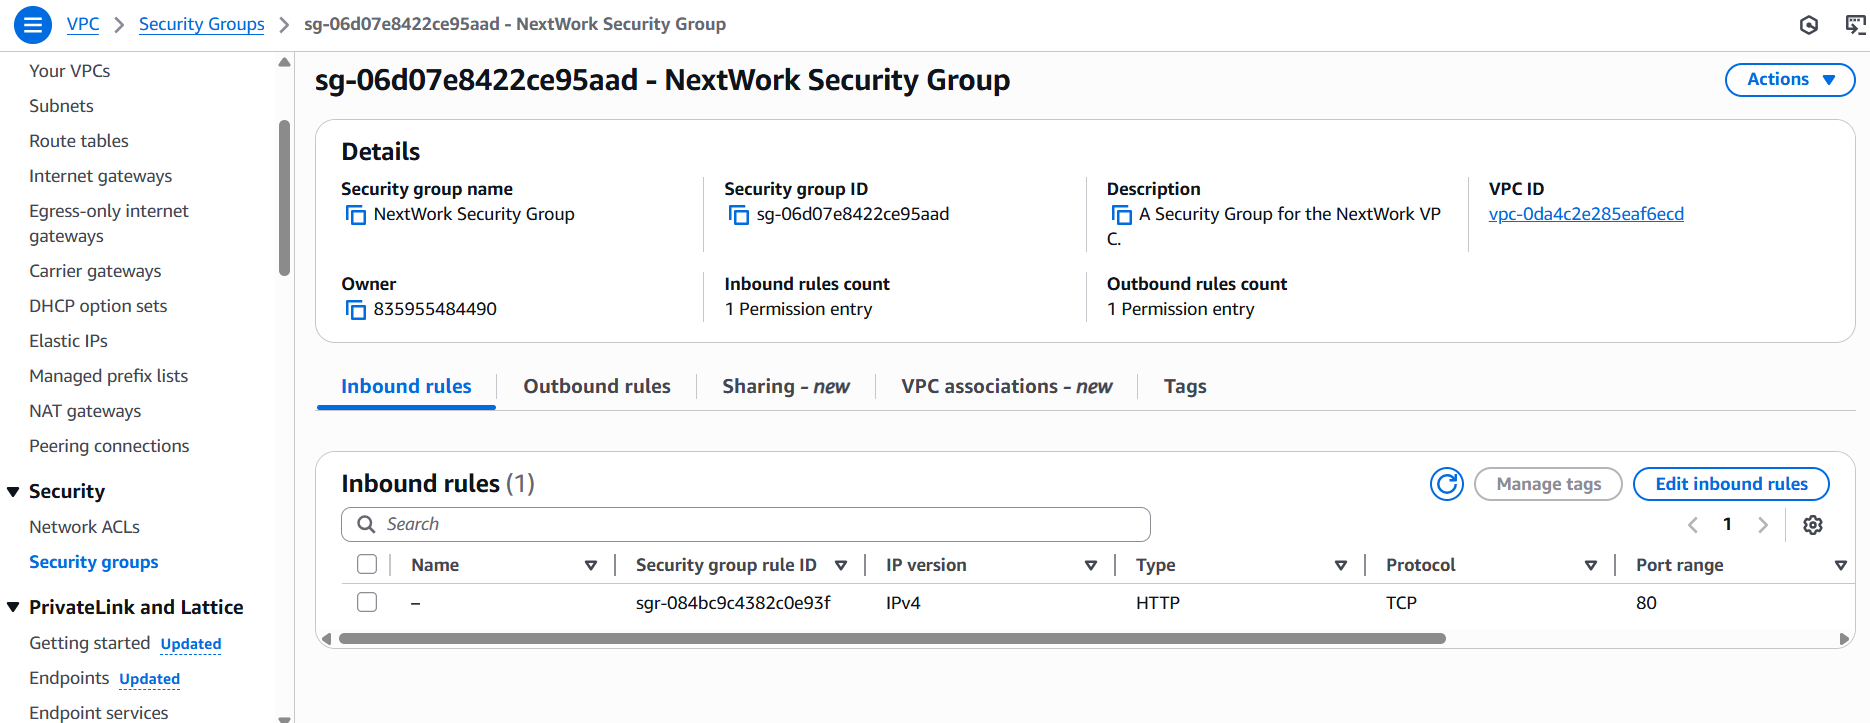 VPC > Security Groups > sg-06d07e8422ce95aad - NextWork Security Group
Your VPCs
Subnets
Route tables
Internet gateways
Egress-only internet
gateways
Carrier gateways
DHCP option sets
Elastic IPs
Managed prefix lists
NAT gateways
Peering connections
Security
Network ACLs
Security groups
PrivateLink and Lattice
Getting started Updated
Endpoints Updated
Endpoint services
sg-06d07e8422ce95aad - NextWork Security Group
Actions
Details
Security group name
NextWork Security Group
Security group ID
sg-06d07e8422ce95aad
Description
A Security Group for the NextWork VP
C.
VPC ID
vpc-0da4c2e285eaf6ecd
Owner
835955484490
Inbound rules count
1 Permission entry
Outbound rules count
1 Permission entry
Inbound rules Outbound rules Sharing - new VPC associations - new Tags
Inbound rules (1)
Manage tags Edit inbound rules
Search
1
Name Security group rule ID IP version Type Protocol Port range
– sgr-084bc9c4382c0e93f IPv4 HTTP TCP 80